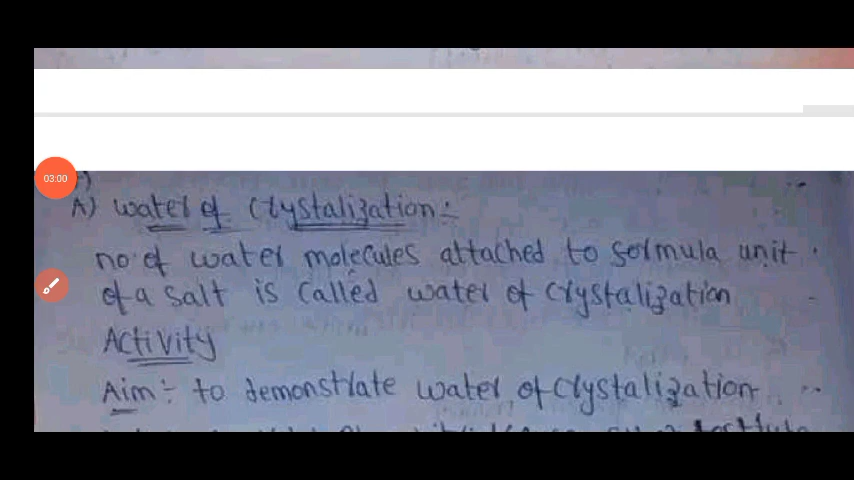 03:00
A) water of Crystalization:-
no of water molecules attached to formula unit
of a salt is called water of crystalization
Activity
Aim :- to demonstrate water of crystalization